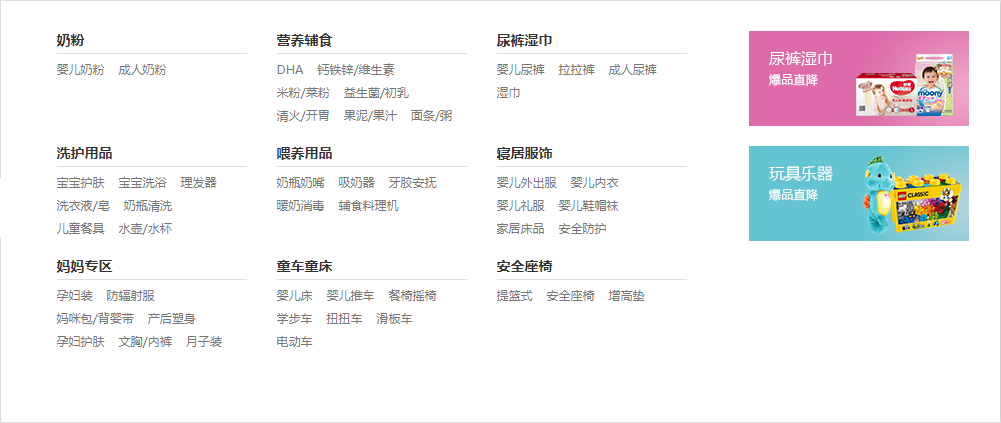 奶粉
婴儿奶粉 成人奶粉
营养辅食
DHA 钙铁锌/维生素
米粉/菜粉 益生菌/初乳
清火/开胃 果泥/果汁 面条/粥
尿裤湿巾
婴儿尿裤 拉拉裤 成人尿裤
湿巾
洗护用品
宝宝护肤 宝宝洗浴 理发器
洗衣液/皂 奶瓶清洗
儿童餐具 水壶/水杯
喂养用品
奶瓶奶嘴 吸奶器 牙胶安抚
暖奶消毒 辅食料理机
寝居服饰
婴儿外出服 婴儿内衣
婴儿礼服 婴儿鞋帽袜
家居床品 安全防护
妈妈专区
孕妇装 防辐射服
妈咪包/背婴带 产后塑身
孕妇护肤 文胸/内裤 月子装
童车童床
婴儿床 婴儿推车 餐椅摇椅
学步车 扭扭车 滑板车
电动车
安全座椅
提篮式 安全座椅 增高垫
尿裤湿巾
爆品直降
HUGGIES
moony
玩具乐器
爆品直降
LEGO CLASSIC